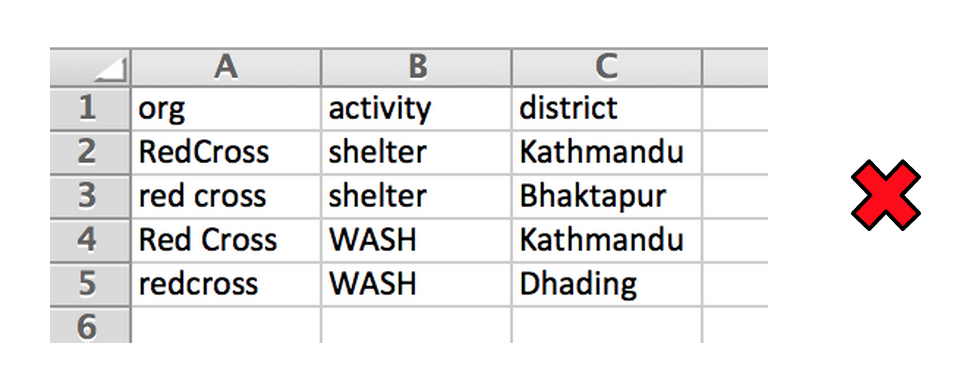 A B C
1 org activity district
2 RedCross shelter Kathmandu
3 red cross shelter Bhaktapur
4 Red Cross WASH Kathmandu
5 redcross WASH Dhading
6